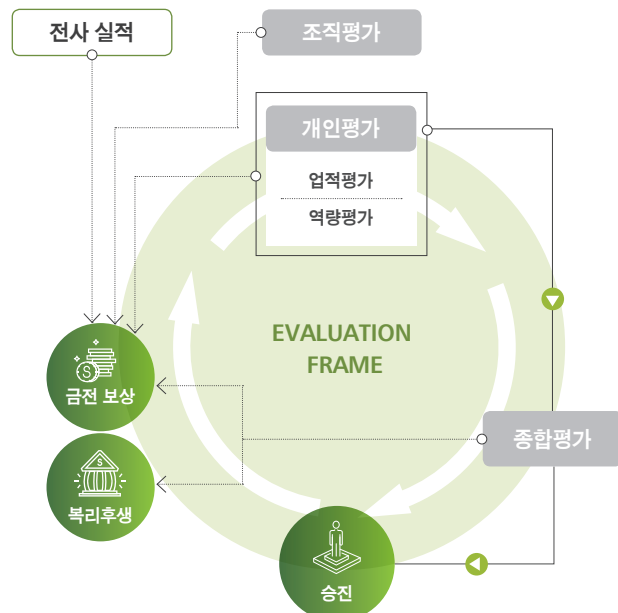 전사 실적
조직평가
개인평가
업적평가
역량평가
EVALUATION
FRAME
금전 보상
종합평가
복리후생
승진